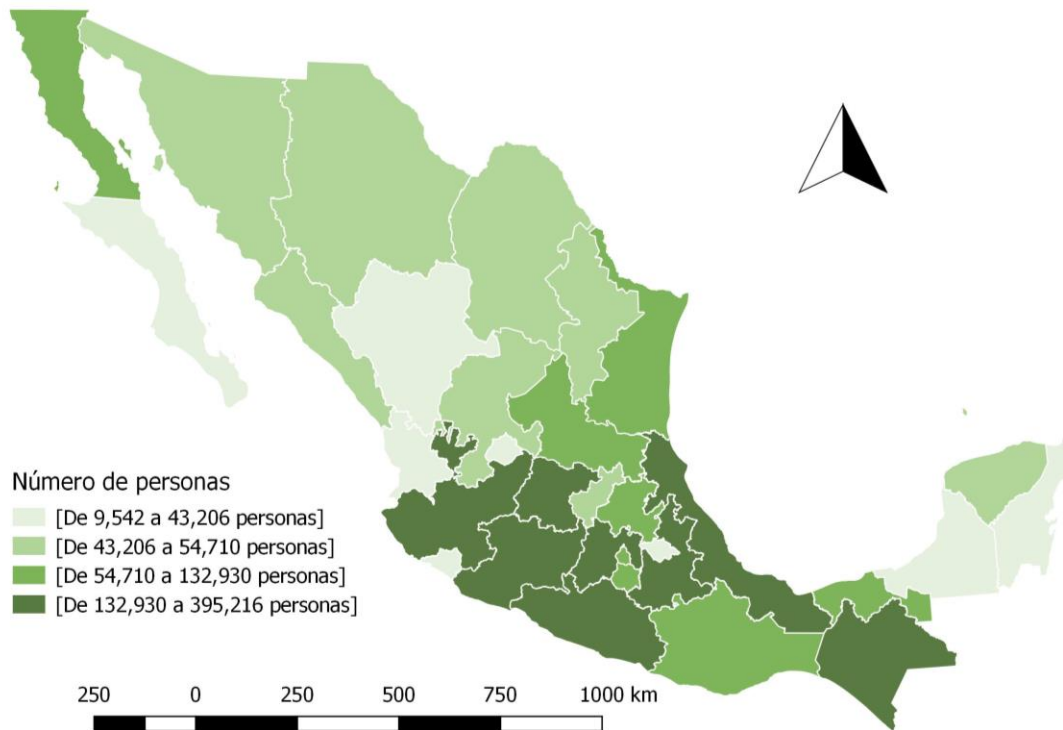 Número de personas
[De 9,542 a 43,206 personas]
[De 43,206 a 54,710 personas]
[De 54,710 a 132,930 personas]
[De 132,930 a 395,216 personas]
250 0 250 500 750 1000 km